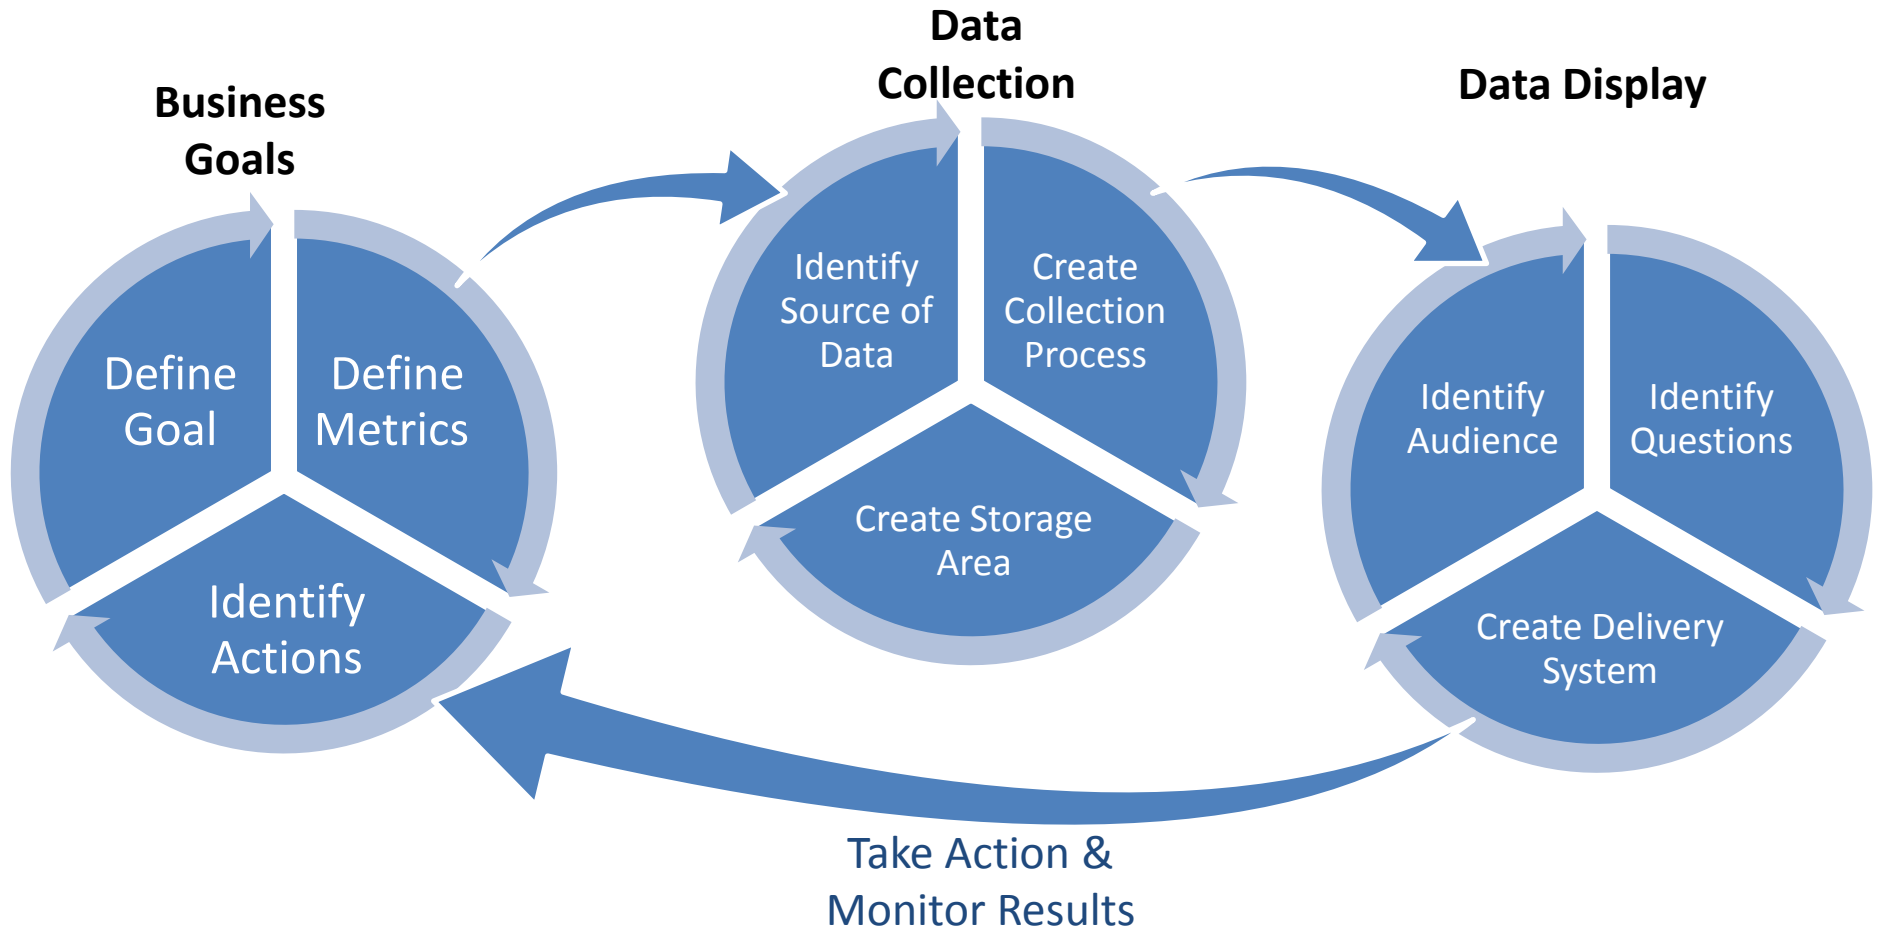 Business
Goals
Define
Goal
Define
Metrics
Identify
Actions
Data
Collection
Identify
Source of
Data
Create
Collection
Process
Create Storage
Area
Data Display
Identify
Audience
Identify
Questions
Create Delivery
System
Take Action &
Monitor Results